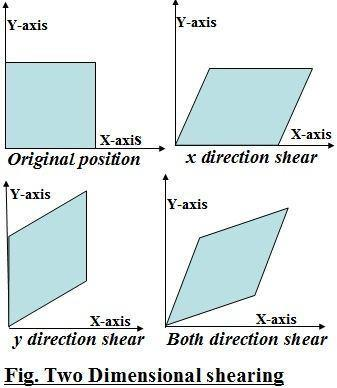 Y-axis
X-axis
Original position
Y-axis
X-axis
x direction shear
Y-axis
X-axis
y direction shear
Y-axis
X-axis
Both direction shear
Fig. Two Dimensional shearing